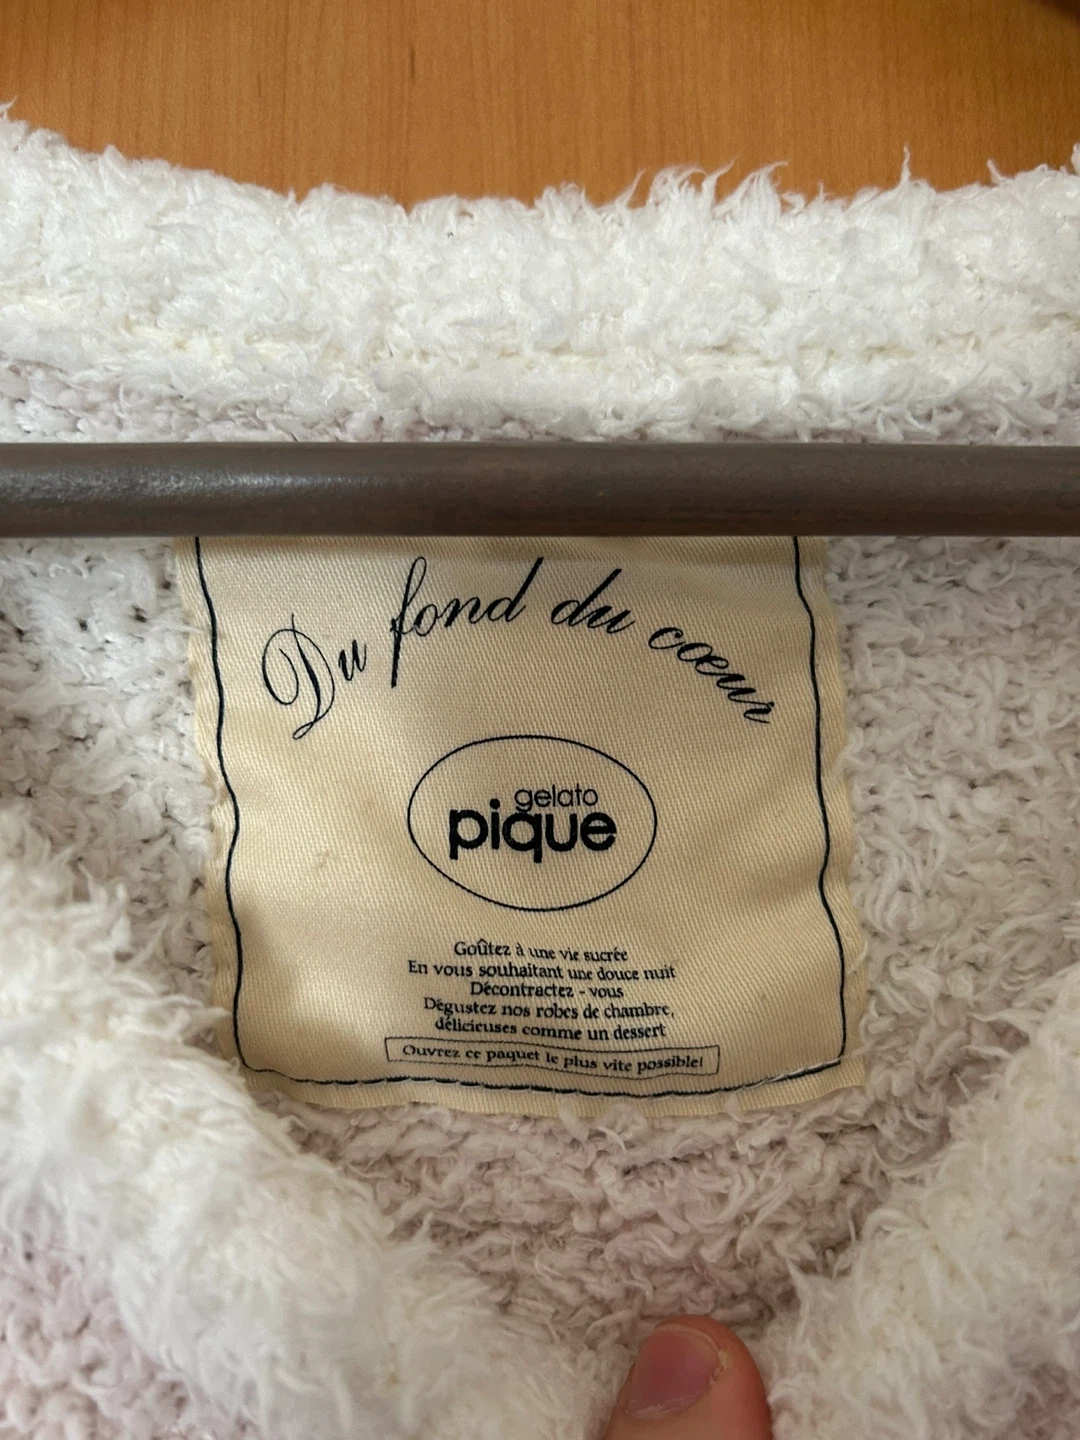 Du fond du cœur
gelato
pique
Goûtez à une vie sucrée
En vous souhaitant une douce nuit
Décontractez - vous
Dégustez nos robes de chambre,
délicieuses comme un dessert
Ouvrez ce paquet le plus vite possible!